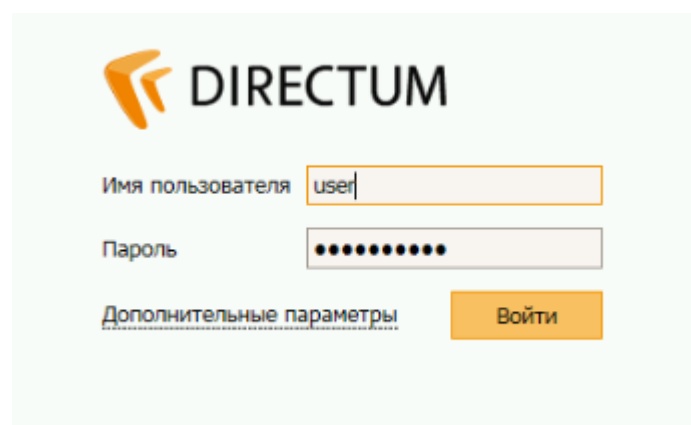 DIRECTUM
Имя пользователя user
Пароль ••••••••••
Дополнительные параметры Войти